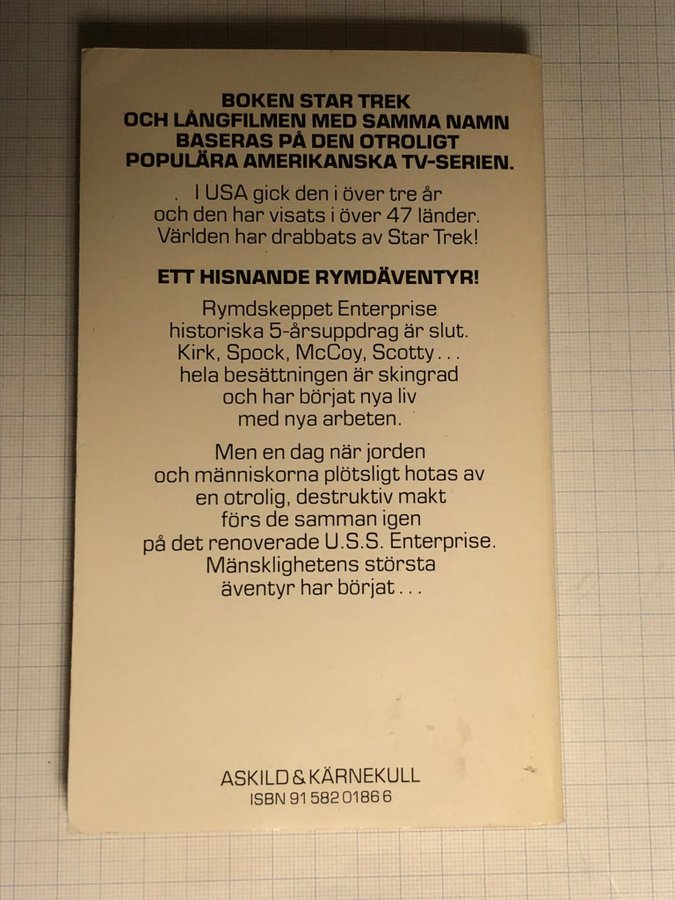 BOKEN STAR TREK
OCH LÅNGFILMEN MED SAMMA NAMN
BASERAS PÅ DEN OTROLIGT
POPULÄRA AMERIKANSKA TV-SERIEN.
I USA gick den i över tre år
och den har visats i över 47 länder.
Världen har drabbats av Star Trek!
ETT HISNANDE RYMDÄVENTYR!
Rymdskeppet Enterprise
historiska 5-årsuppdrag är slut.
Kirk, Spock, McCoy, Scotty...
hela besättningen är skingrad
och har börjat nya liv
med nya arbeten.
Men en dag när jorden
och människorna plötsligt hotas av
en otrolig, destruktiv makt
förs de samman igen
på det renoverade U.S.S. Enterprise.
Mänsklighetens största
äventyr har börjat...
ASKILD & KÄRNEKULL
ISBN 91 582 0186 6